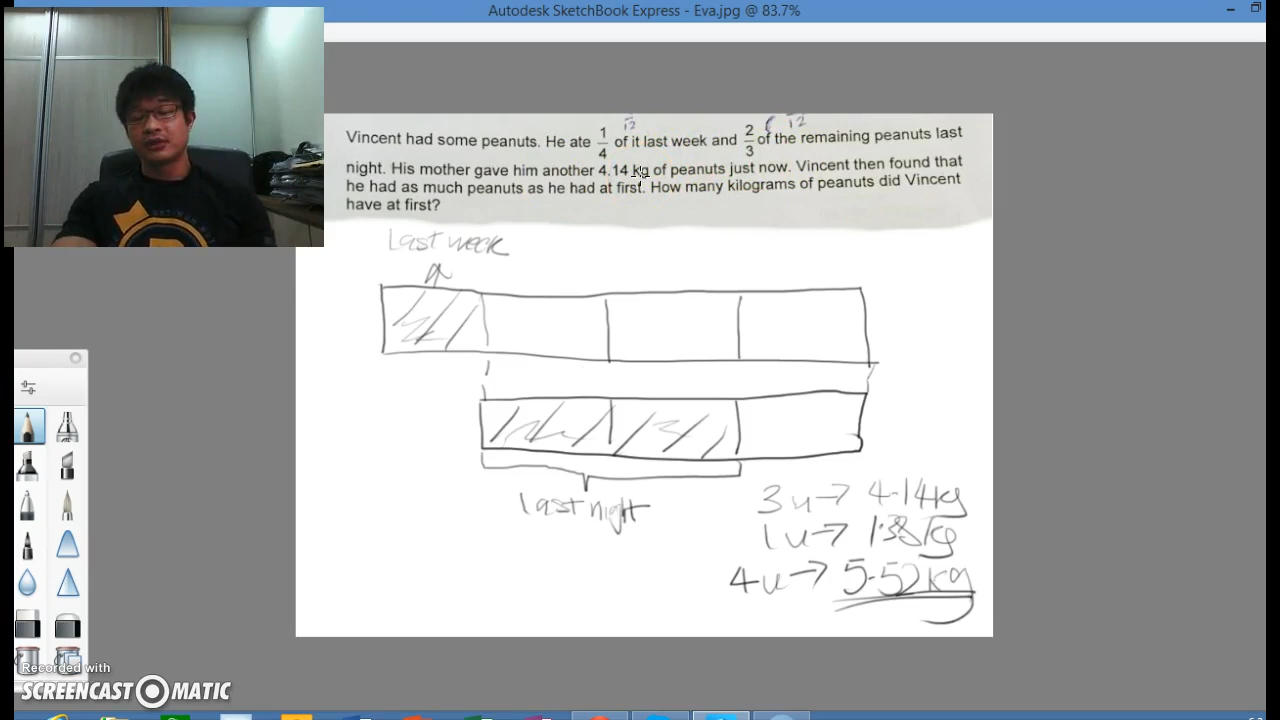 Autodesk SketchBook Express - Eva.jpg @ 83.7%
12 12
Vincent had some peanuts. He ate 1/4 of it last week and 2/3 of the remaining peanuts last
night. His mother gave him another 4.14 kg of peanuts just now. Vincent then found that
he had as much peanuts as he had at first. How many kilograms of peanuts did Vincent
have at first?
Last week
last night
3u → 4.14kg
1u → 1.38kg
4u → 5.52kg
Recorded with
SCREENCAST MATIC